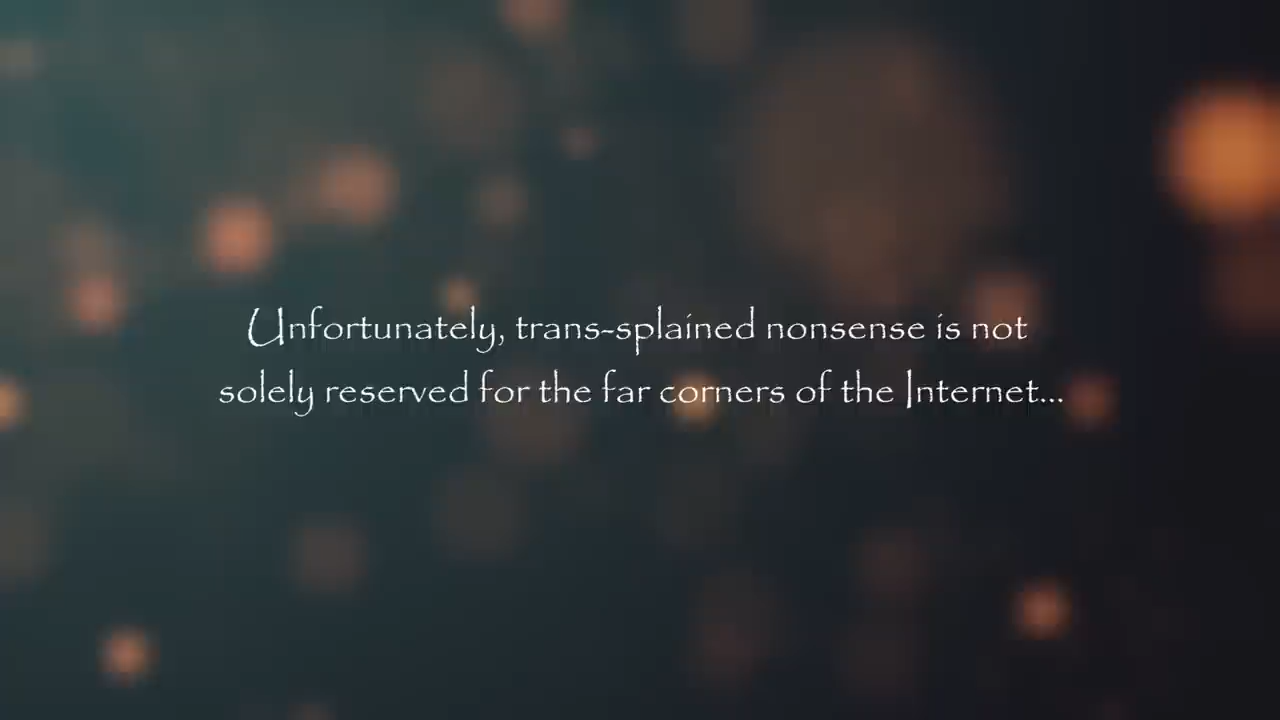 Unfortunately, trans-splained nonsense is not
solely reserved for the far corners of the Internet...